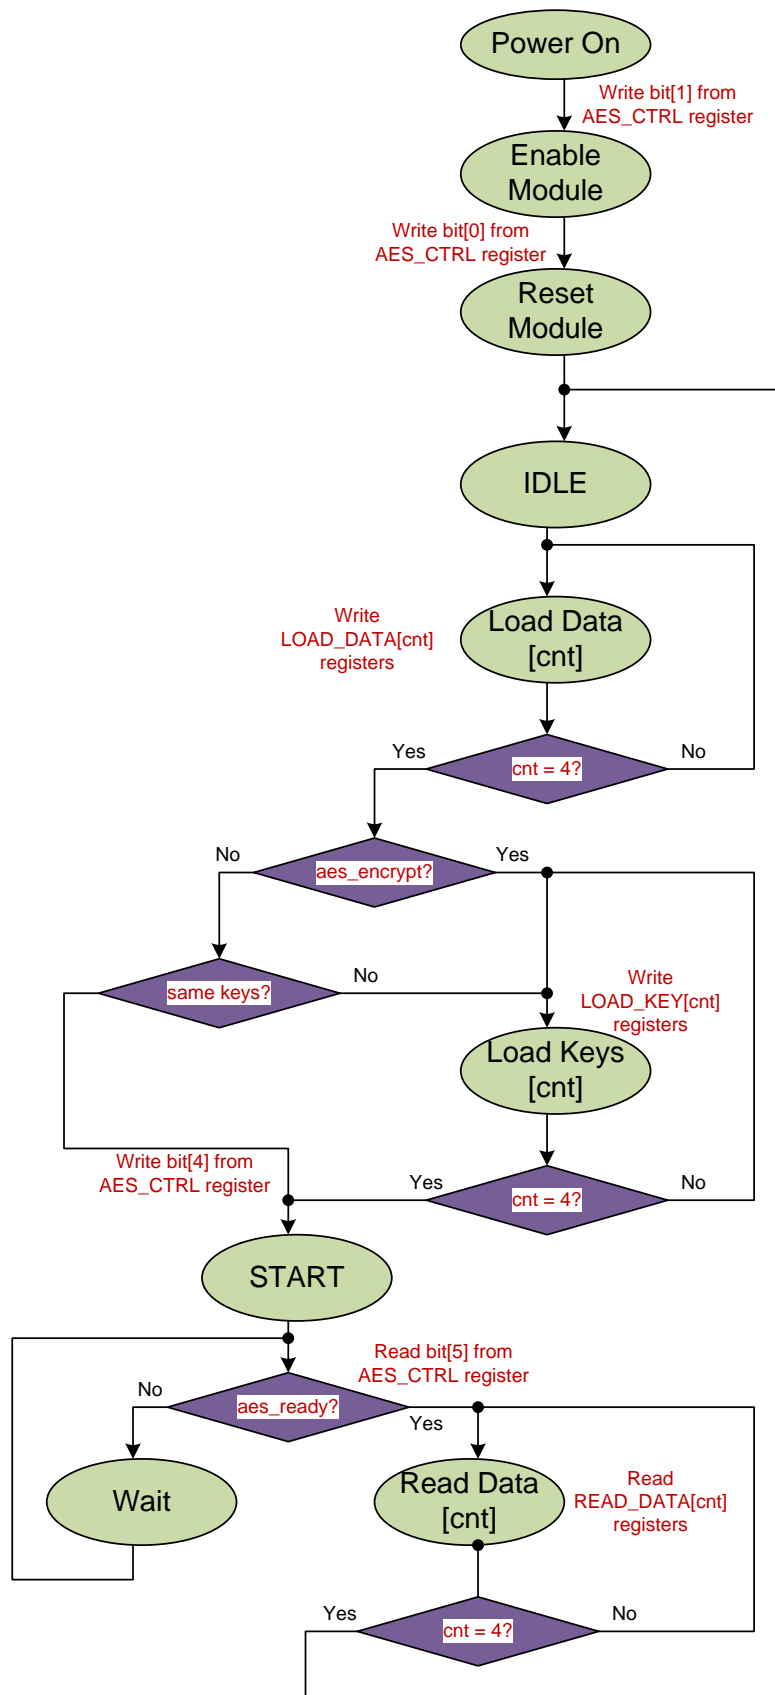 Power On
Write bit[1] from
AES_CTRL register
Enable
Module
Write bit[0] from
AES_CTRL register
Reset
Module
IDLE
Load Data
[cnt]
Write
LOAD_DATA[cnt]
registers
Yes
cnt = 4?
No
No
aes_encrypt?
Yes
same keys?
No
Write
LOAD_KEY[cnt]
registers
Load Keys
[cnt]
Write bit[4] from
AES_CTRL register
Yes
cnt = 4?
No
START
Read bit[5] from
AES_CTRL register
No
aes_ready?
Yes
Wait
Read Data
[cnt]
Read
READ_DATA[cnt]
registers
Yes
cnt = 4?
No